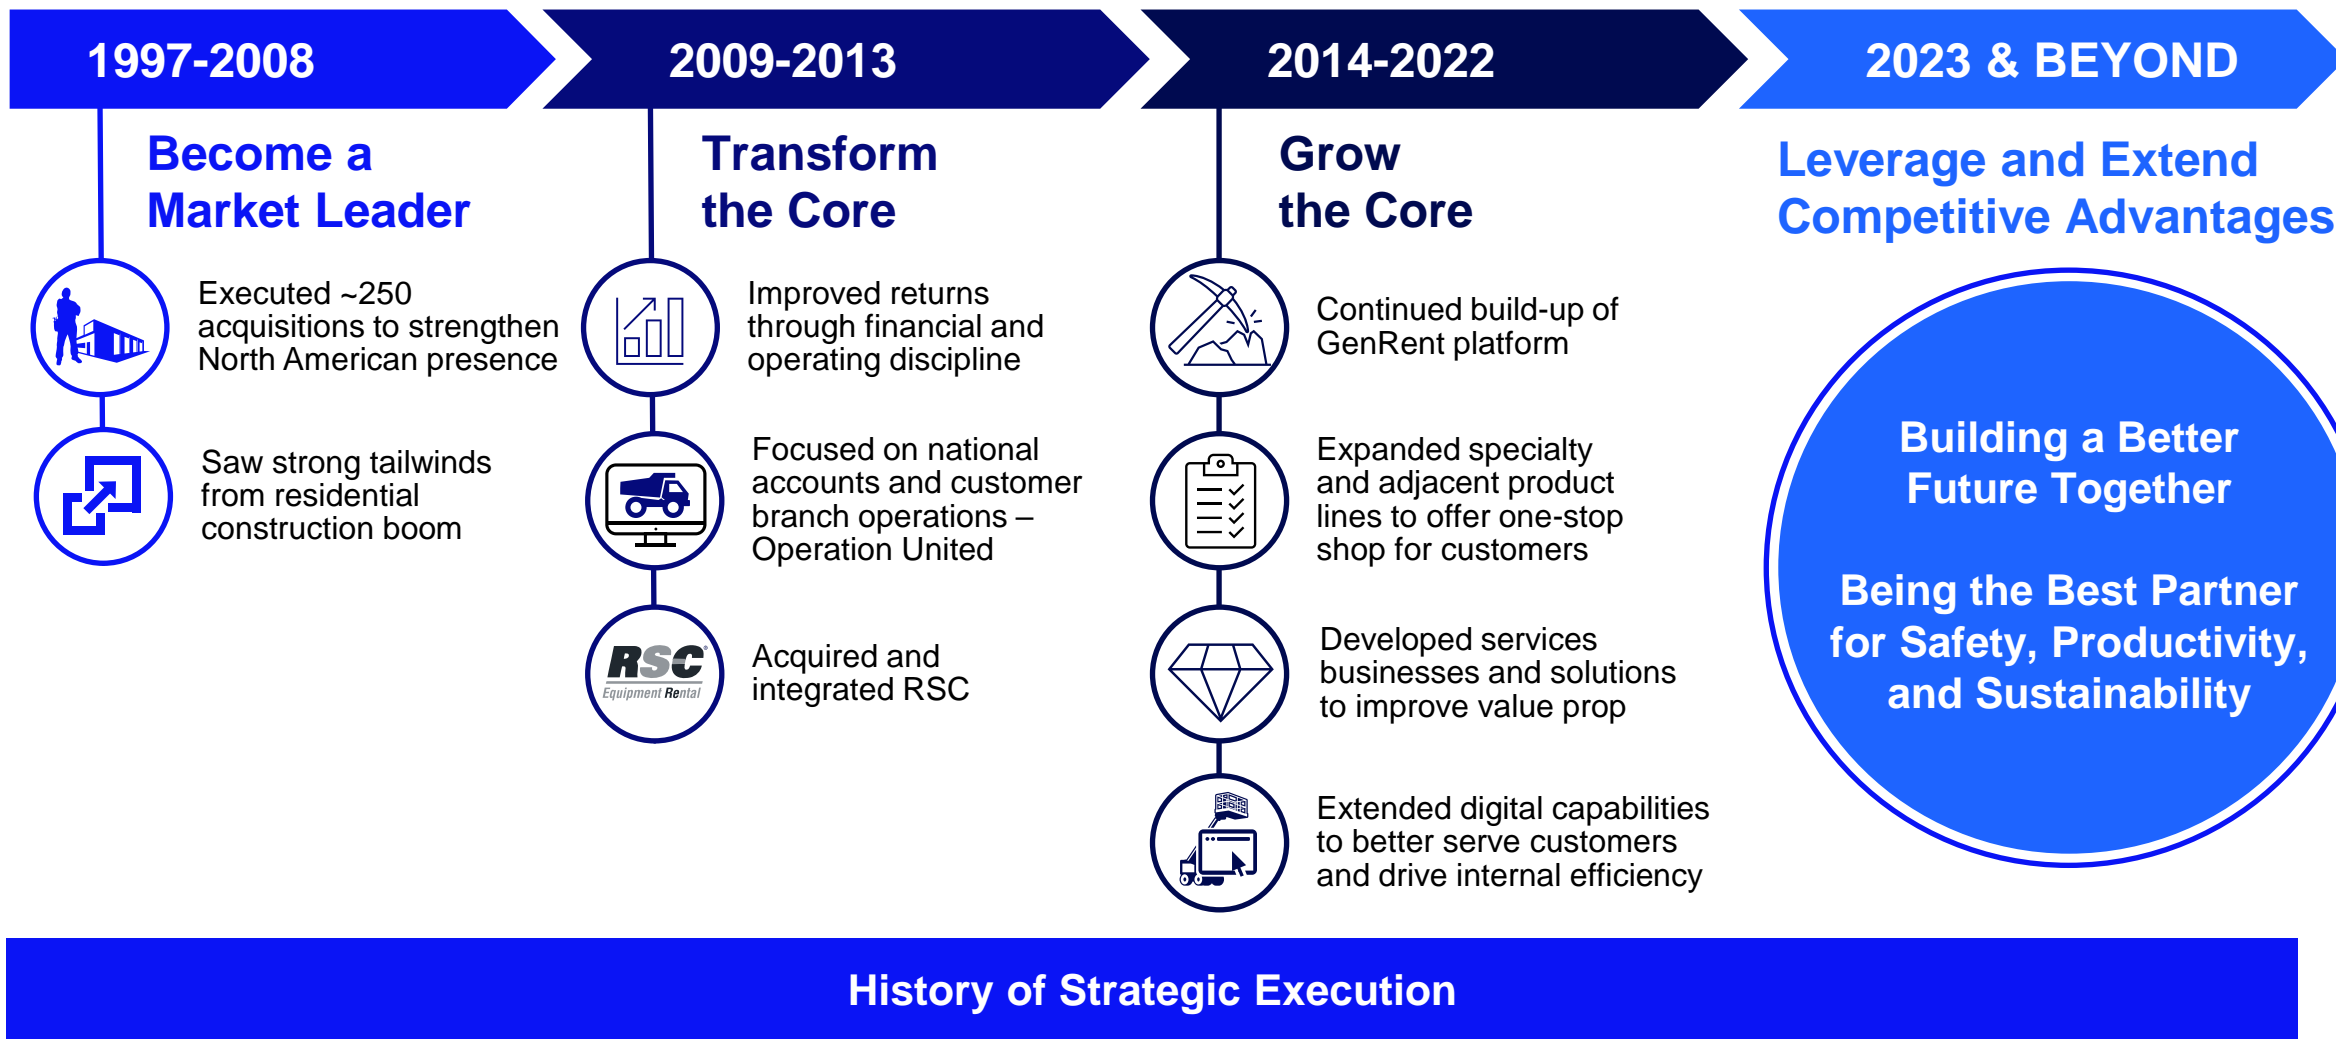 1997-2008
Become a
Market Leader
Executed ~250
acquisitions to strengthen
North American presence
Saw strong tailwinds
from residential
construction boom
2009-2013
Transform
the Core
Improved returns
through financial and
operating discipline
Focused on national
accounts and customer
branch operations –
Operation United
RSC®
Equipment Rental
Acquired and
integrated RSC
2014-2022
Grow
the Core
Continued build-up of
GenRent platform
Expanded specialty
and adjacent product
lines to offer one-stop
shop for customers
Developed services
businesses and solutions
to improve value prop
Extended digital capabilities
to better serve customers
and drive internal efficiency
2023 & BEYOND
Leverage and Extend
Competitive Advantages
Building a Better
Future Together
Being the Best Partner
for Safety, Productivity,
and Sustainability
History of Strategic Execution